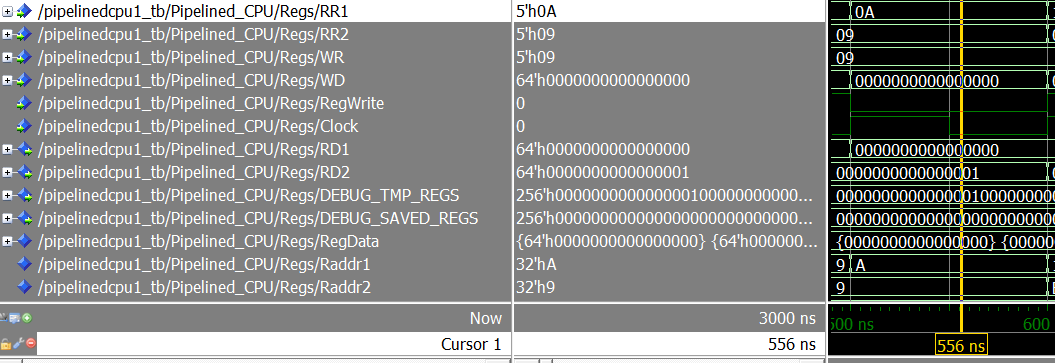 /pipelinedcpu1_tb/Pipelined_CPU/Regs/RR1 5'h0A 0A
/pipelinedcpu1_tb/Pipelined_CPU/Regs/RR2 5'h09 09
/pipelinedcpu1_tb/Pipelined_CPU/Regs/WR 5'h09 09
/pipelinedcpu1_tb/Pipelined_CPU/Regs/WD 64'h0000000000000000 0000000000000000
/pipelinedcpu1_tb/Pipelined_CPU/Regs/RegWrite 0
/pipelinedcpu1_tb/Pipelined_CPU/Regs/Clock 0
/pipelinedcpu1_tb/Pipelined_CPU/Regs/RD1 64'h0000000000000000 0000000000000000
/pipelinedcpu1_tb/Pipelined_CPU/Regs/RD2 64'h0000000000000001 0000000000000001
/pipelinedcpu1_tb/Pipelined_CPU/Regs/DEBUG_TMP_REGS 256'h0000000000000000100000000000...
/pipelinedcpu1_tb/Pipelined_CPU/Regs/DEBUG_SAVED_REGS 256'h0000000000000000000000000000...
/pipelinedcpu1_tb/Pipelined_CPU/Regs/RegData {64'h0000000000000000} {64'h000000... {0000000000000000} {00000
/pipelinedcpu1_tb/Pipelined_CPU/Regs/Raddr1 32'hA 9 A
/pipelinedcpu1_tb/Pipelined_CPU/Regs/Raddr2 32'h9 9
Now 3000 ns 500 ns 600
Cursor 1 556 ns 556 ns